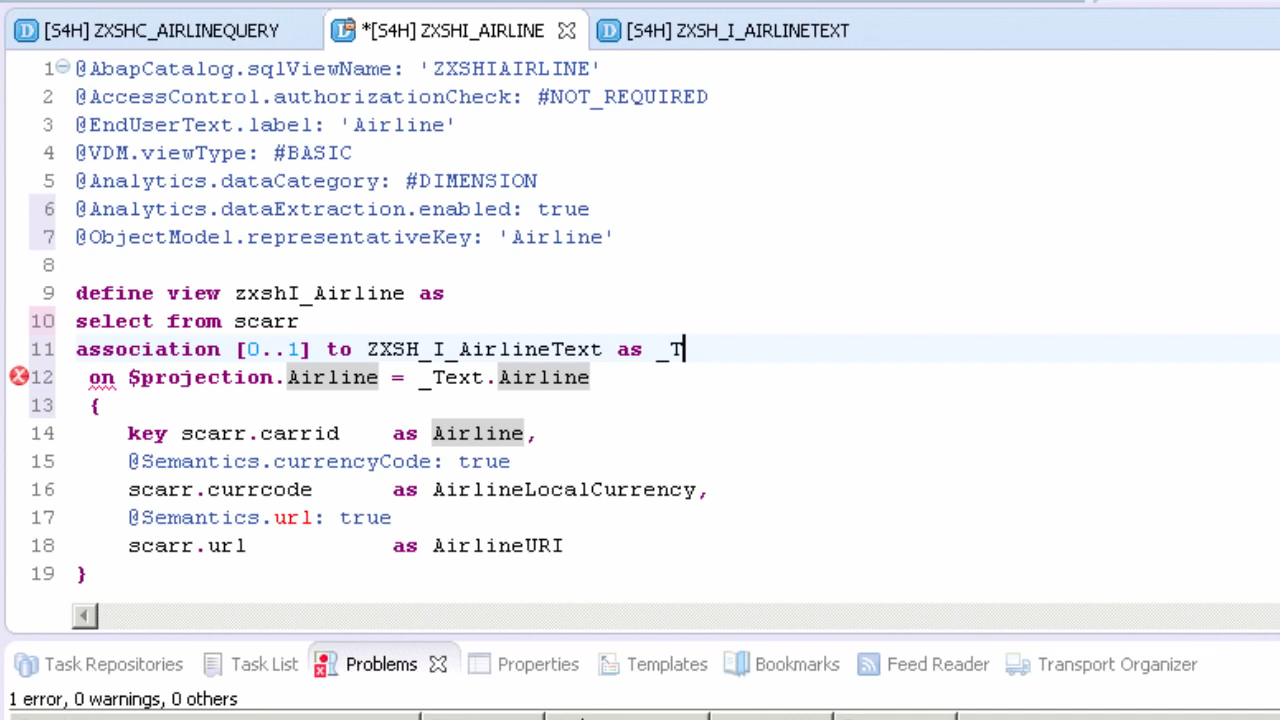 [S4H] ZXSHC_AIRLINEQUERY
*[S4H] ZXSHI_AIRLINE
[S4H] ZXSH_I_AIRLINETEXT
1 @AbapCatalog.sqlViewName: 'ZXSHIAIRLINE'
2 @AccessControl.authorizationCheck: #NOT_REQUIRED
3 @EndUserText.label: 'Airline'
4 @VDM.viewType: #BASIC
5 @Analytics.dataCategory: #DIMENSION
6 @Analytics.dataExtraction.enabled: true
7 @ObjectModel.representativeKey: 'Airline'
8
9 define view zxshI_Airline as
10 select from scarr
11 association [0..1] to ZXSH_I_AirlineText as _T
12 on $projection.Airline = _Text.Airline
13 {
14 key scarr.carrid as Airline,
15 @Semantics.currencyCode: true
16 scarr.currcode as AirlineLocalCurrency,
17 @Semantics.url: true
18 scarr.url as AirlineURI
19 }
Task Repositories Task List Problems Properties Templates Bookmarks Feed Reader Transport Organizer
1 error, 0 warnings, 0 others